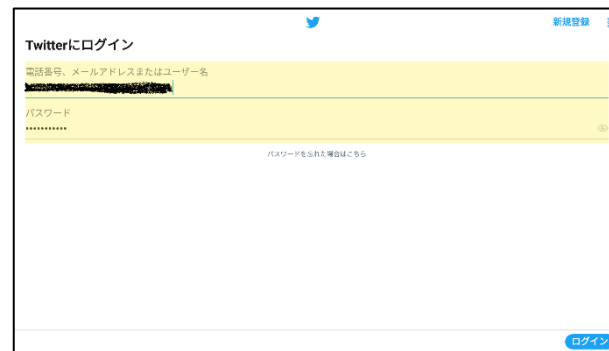 新規登録
Twitterにログイン
電話番号、メールアドレスまたはユーザー名
パスワード
•••••••••••
パスワードを忘れた場合はこちら
ログイン